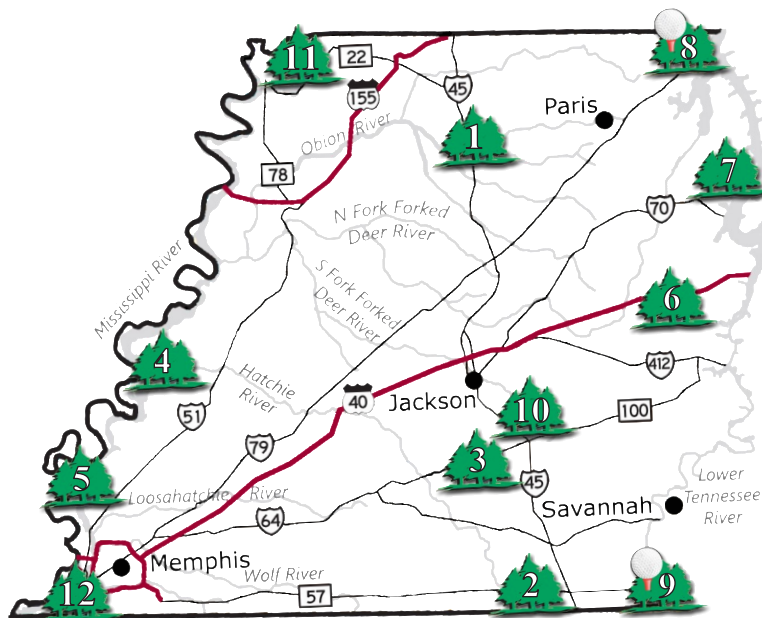 11
22
8
155
45
Paris
1
Obion River
7
78
70
N Fork Forked
Deer River
Mississippi River
S Fork Forked
Deer River
6
4
412
Hatchie
River
40
Jackson
10
100
51
79
3
5
45
Lower
Tennessee
River
Loosahatchie River
Savannah
64
Memphis
Wolf River
2
9
12
57